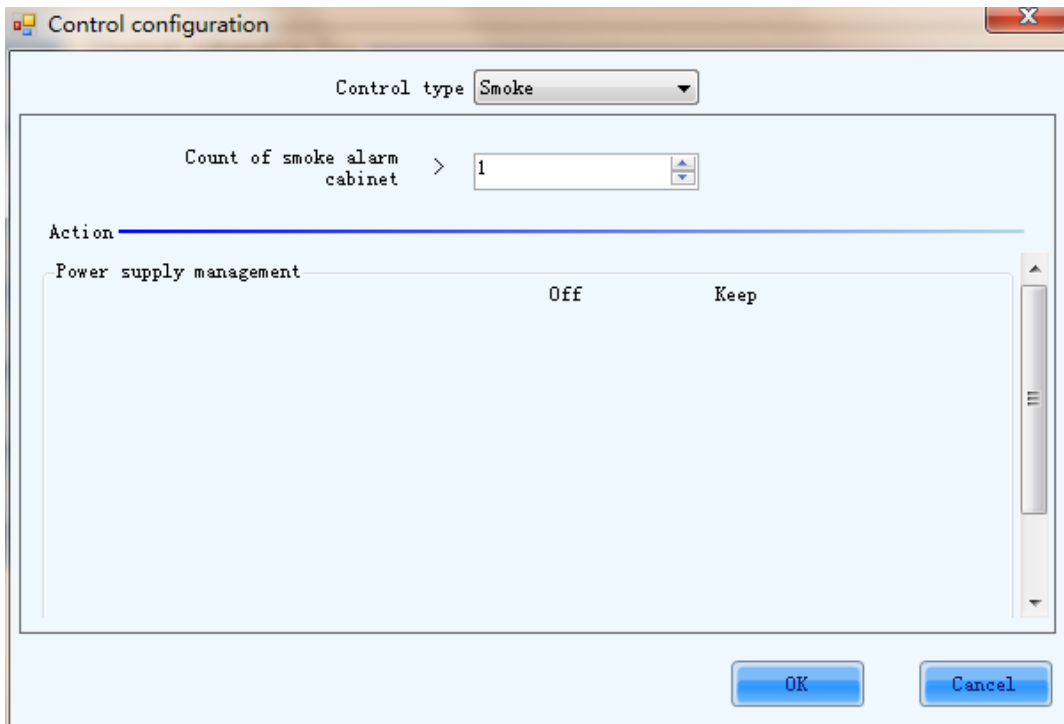 Control configuration
Control type Smoke
Count of smoke alarm
cabinet > 1
Action
Power supply management
Off Keep
OK Cancel